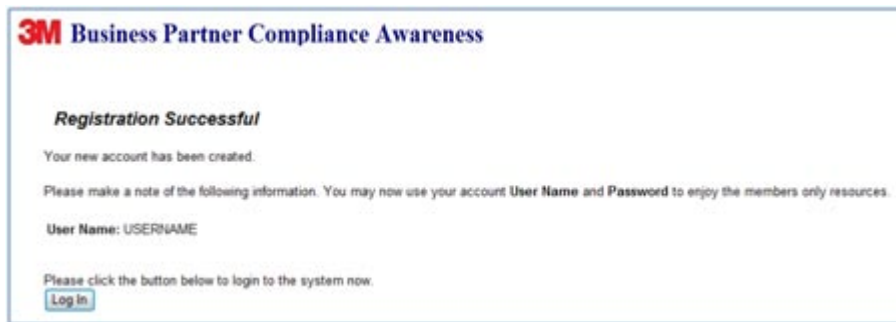 3M Business Partner Compliance Awareness
Registration Successful
Your new account has been created.
Please make a note of the following information. You may now use your account User Name and Password to enjoy the members only resources.
User Name: USERNAME
Please click the button below to login to the system now.
Log In